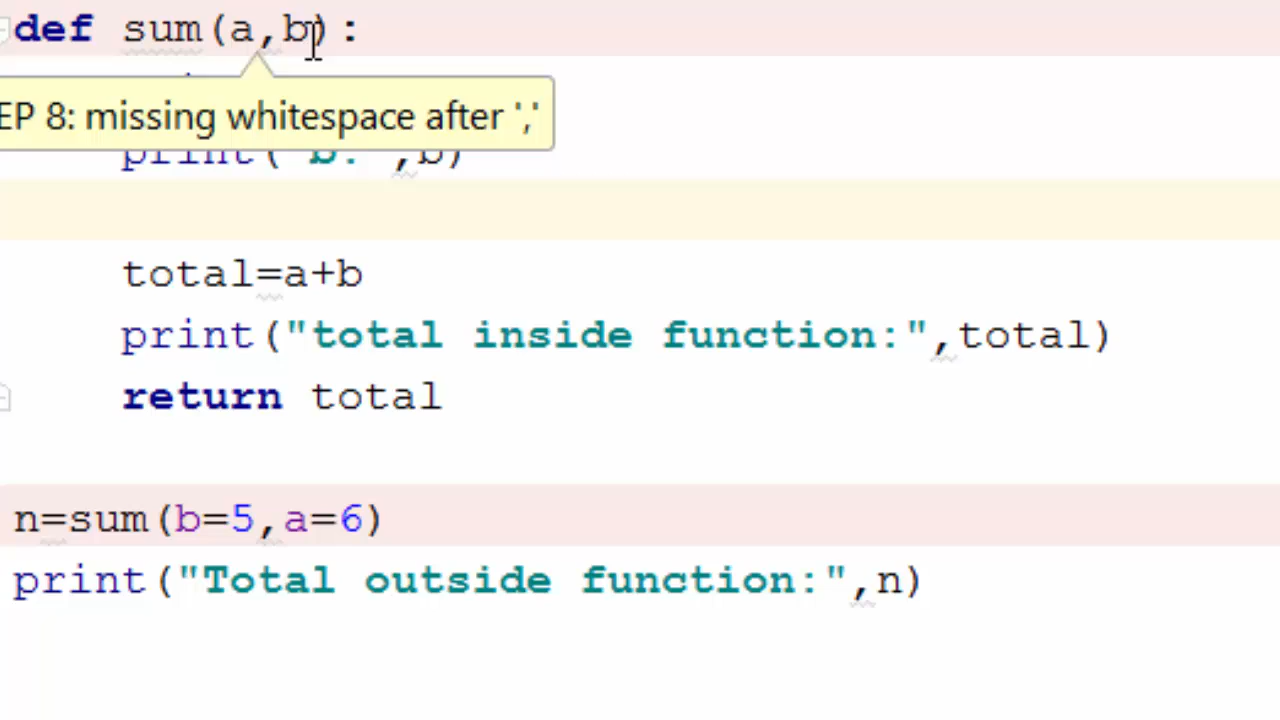 def sum(a,b):
EP 8: missing whitespace after ','
print("b:",b)
total=a+b
print("total inside function:",total)
return total
n=sum(b=5,a=6)
print("Total outside function:",n)